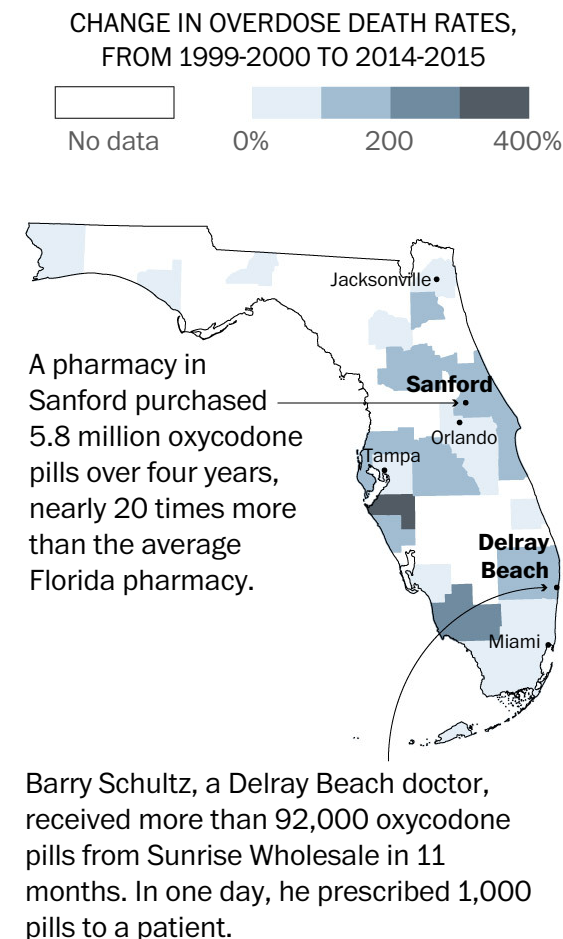 CHANGE IN OVERDOSE DEATH RATES,
FROM 1999-2000 TO 2014-2015
No data
0%
200
400%
Jacksonville
A pharmacy in
Sanford purchased
5.8 million oxycodone
pills over four years,
nearly 20 times more
than the average
Florida pharmacy.
Sanford
Orlando
Tampa
Delray
Beach
Miami
Barry Schultz, a Delray Beach doctor,
received more than 92,000 oxycodone
pills from Sunrise Wholesale in 11
months. In one day, he prescribed 1,000
pills to a patient.